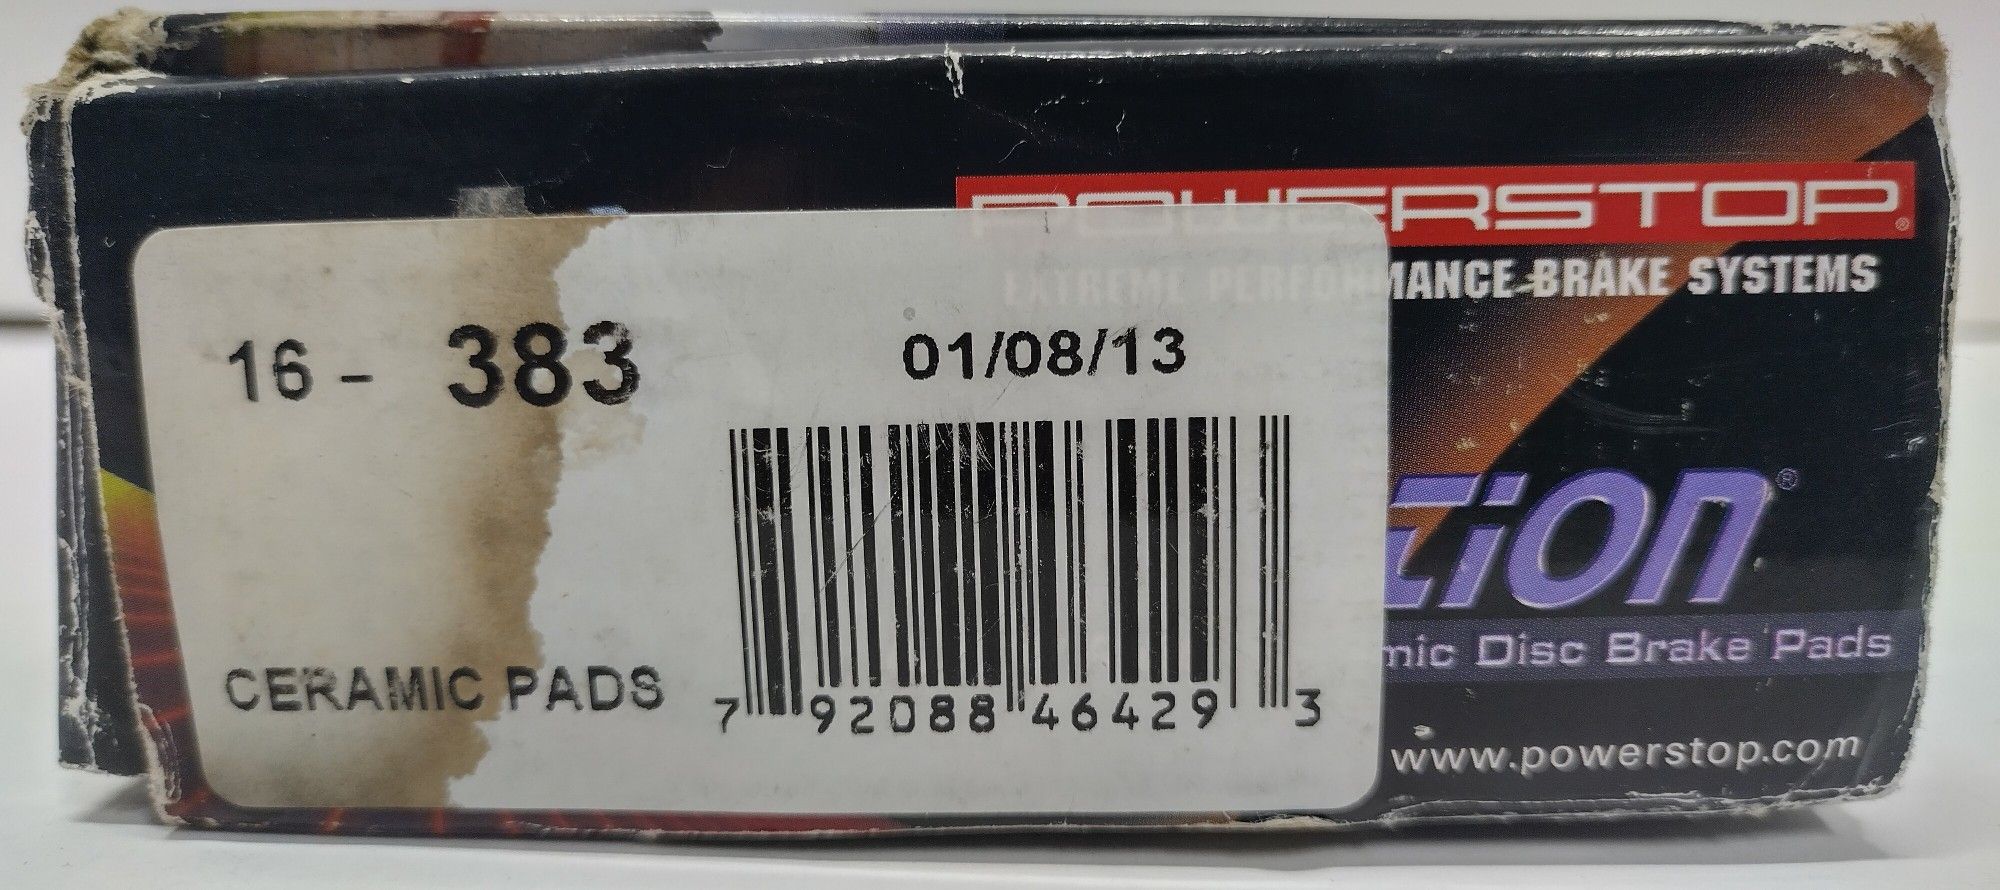 POWERSTOP®
EXTREME PERFORMANCE BRAKE SYSTEMS
16 - 383
01/08/13
ion®
mic Disc Brake Pads
CERAMIC PADS
7 92088 46429 3
www.powerstop.com